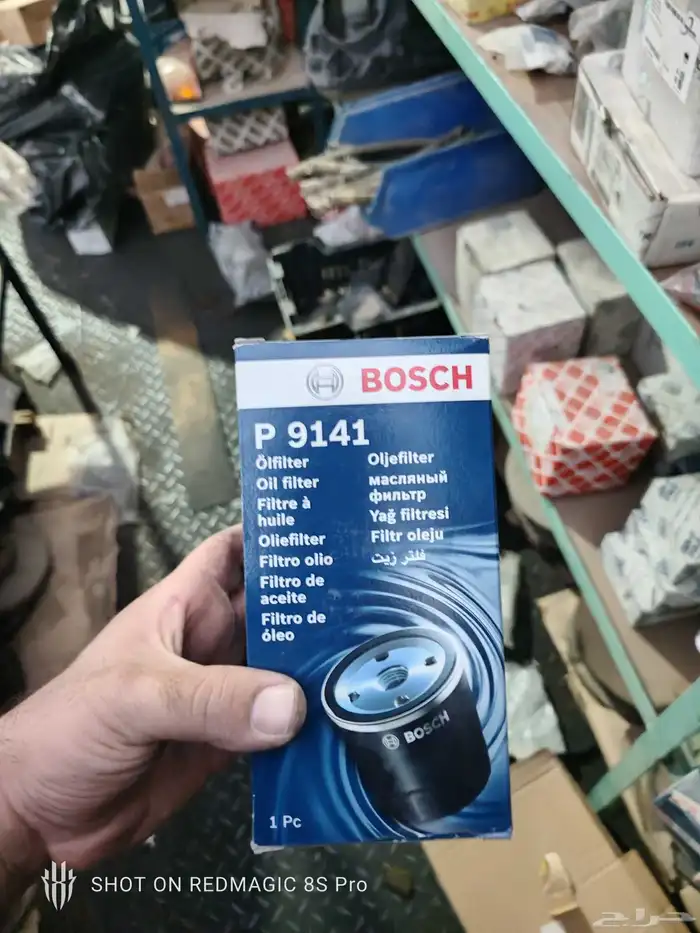 BOSCH
P 9141
Ölfilter
Oil filter
Filtre à
huile
Oliefilter
Filtro olio
Filtro de
aceite
Filtro de
óleo
Oljefilter
масляный
фильтр
Yağ filtresi
Filtr oleju
فلتر زيت
BOSCH
1 Pc
SHOT ON REDMAGIC 8S Pro
حراج